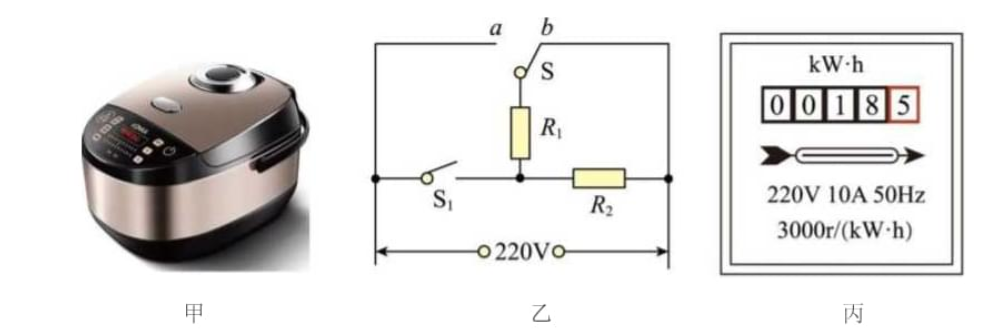 a b
S
R₁
S₁
R₂
220V
kW·h
0 0 1 8 5
220V 10A 50Hz
3000r/(kW·h)
甲 乙 丙